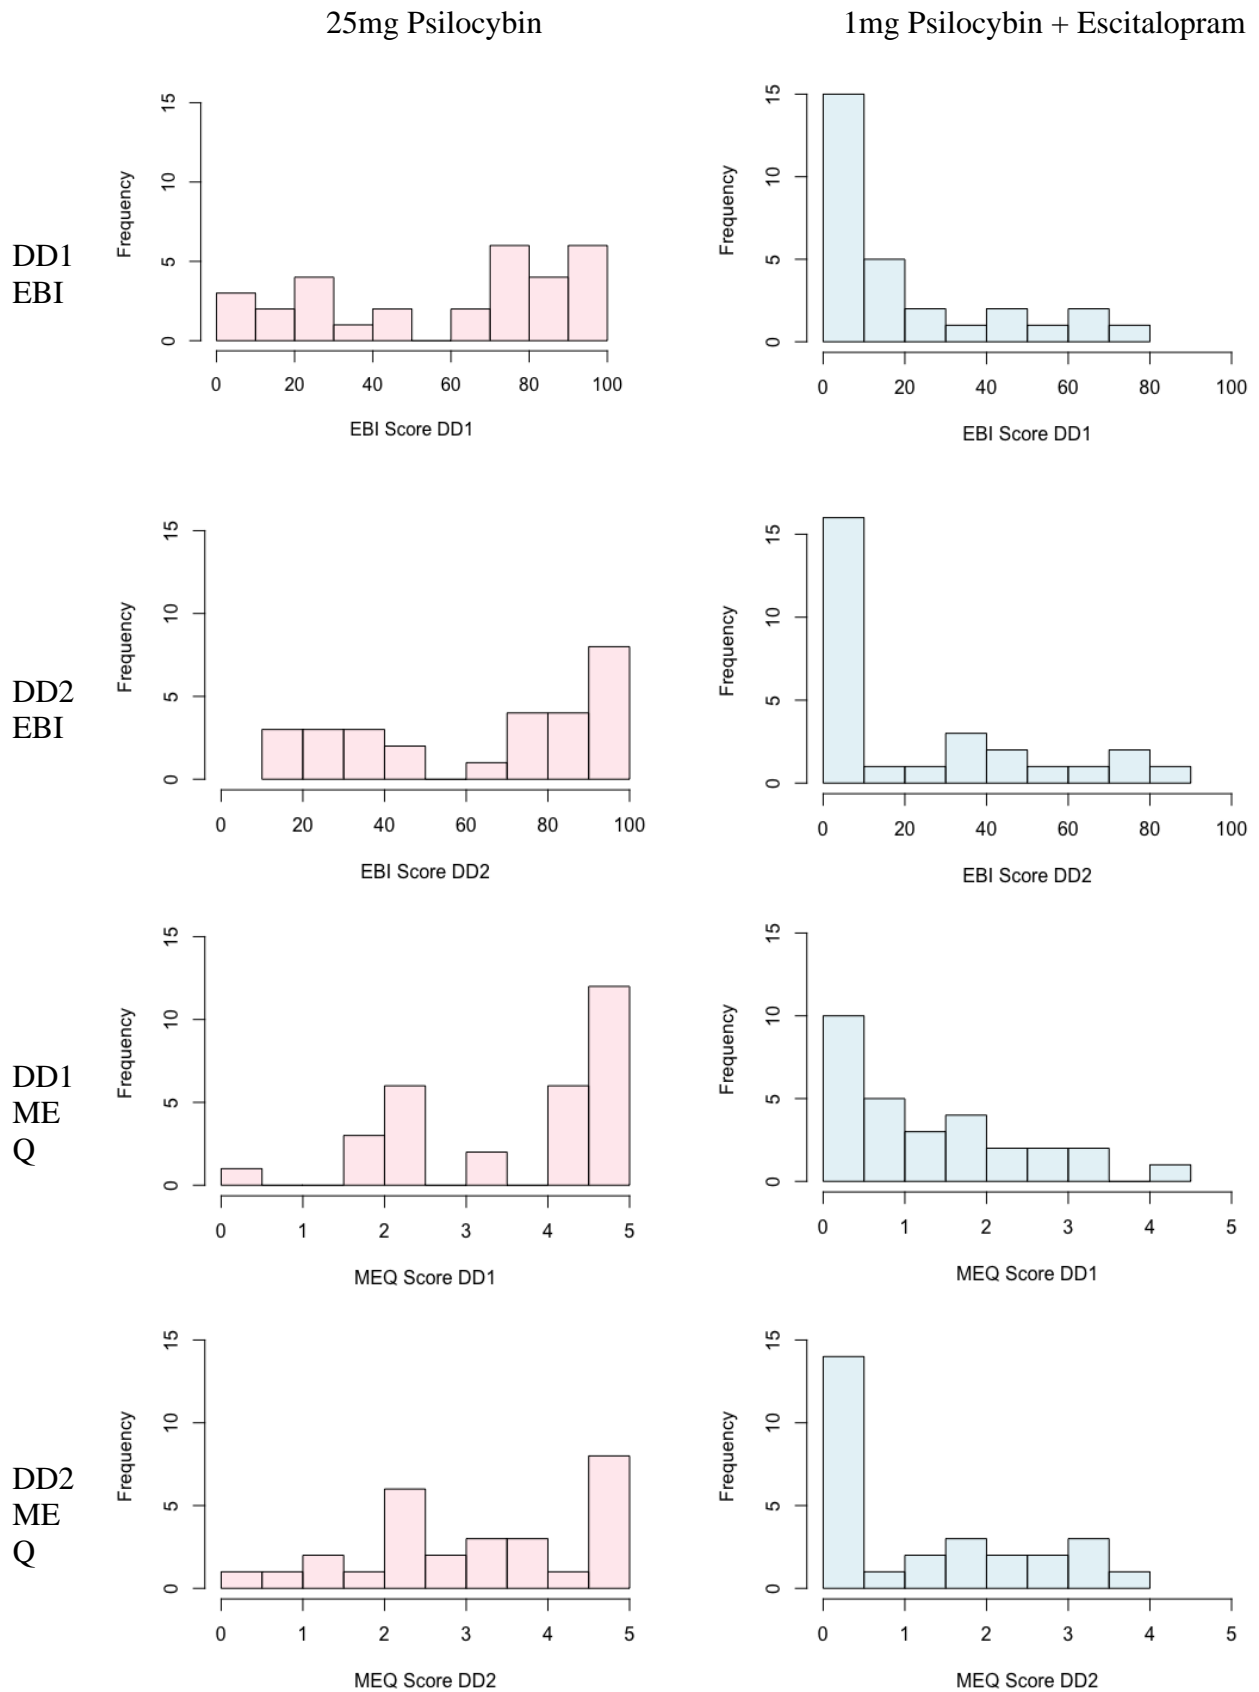 25mg Psilocybin
1mg Psilocybin + Escitalopram
DD1
EBI
Frequency
0 5 10 15
0 20 40 60 80 100
EBI Score DD1
Frequency
0 5 10 15
0 20 40 60 80 100
EBI Score DD1
DD2
EBI
Frequency
0 5 10 15
0 20 40 60 80 100
EBI Score DD2
Frequency
0 5 10 15
0 20 40 60 80 100
EBI Score DD2
DD1
ME
Q
Frequency
0 5 10 15
0 1 2 3 4 5
MEQ Score DD1
Frequency
0 5 10 15
0 1 2 3 4 5
MEQ Score DD1
DD2
ME
Q
Frequency
0 5 10 15
0 1 2 3 4 5
MEQ Score DD2
Frequency
0 5 10 15
0 1 2 3 4 5
MEQ Score DD2